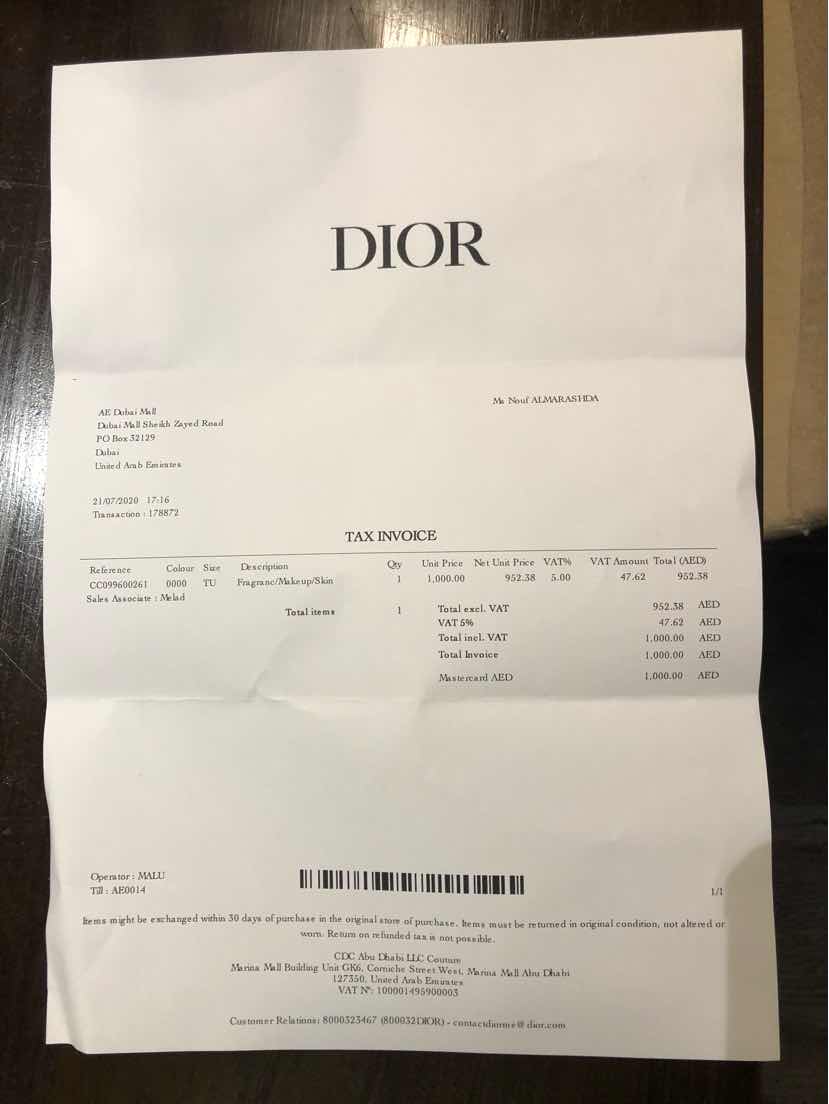 DIOR
Ms Nouf ALMARASHDA
AE Dubai Mall
Dubai Mall Sheikh Zayed Road
PO Box 32129
Dubai
United Arab Emirates
21/07/2020 17:16
Transaction : 178872
TAX INVOICE
Reference Colour Size Description Qty Unit Price Net Unit Price VAT% VAT Amount Total (AED)
CC099600261 0000 TU Fragranc/Makeup/Skin 1 1,000.00 952.38 5.00 47.62 952.38
Sales Associate : Melad
Total items 1 Total excl. VAT 952.38 AED
VAT 5% 47.62 AED
Total incl. VAT 1,000.00 AED
Total Invoice 1,000.00 AED
Mastercard AED 1,000.00 AED
Operator : MALU
Till : AE0014
1/1
Items might be exchanged within 30 days of purchase in the original store of purchase. Items must be returned in original condition, not altered or
worn. Return on refunded tax is not possible.
CDC Abu Dhabi LLC Couture
Marina Mall Building Unit GK6, Corniche Street West, Marina Mall Abu Dhabi
127350, United Arab Emirates
VAT N°: 100001495900003
Customer Relations: 8000323467 (800032DIOR) - contactdiorme@dior.com